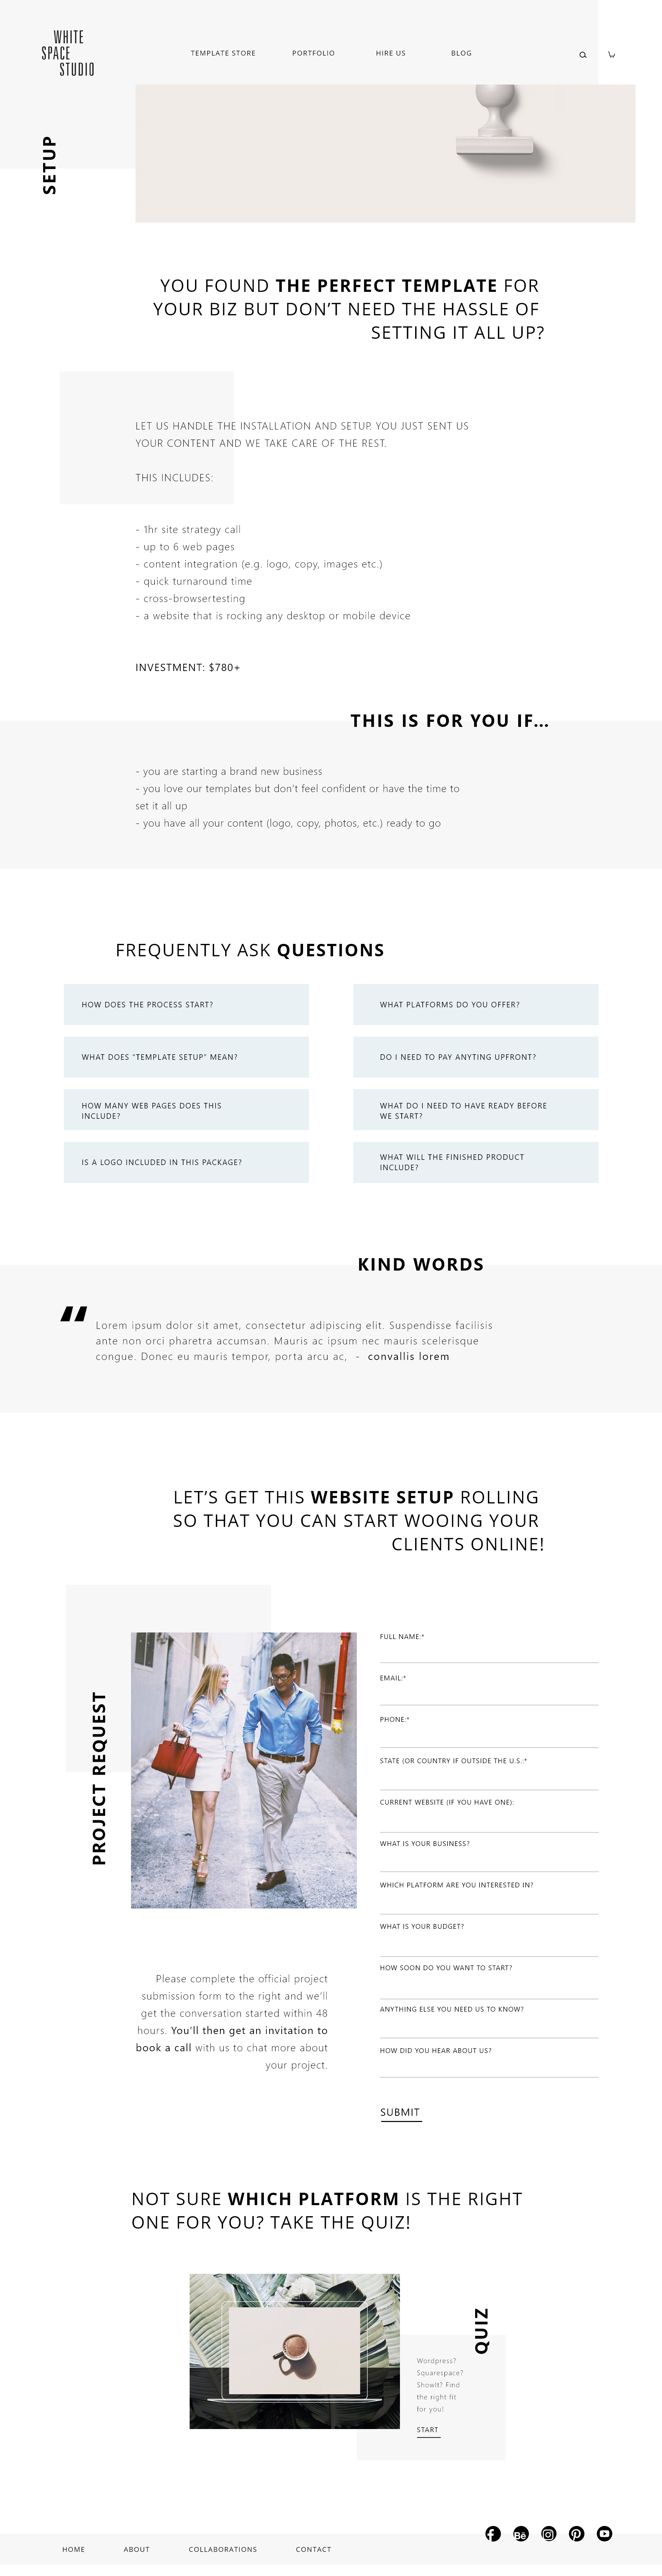 WHITE
SPACE
STUDIO
TEMPLATE STORE
PORTFOLIO
HIRE US
BLOG
SETUP
YOU FOUND THE PERFECT TEMPLATE FOR
YOUR BIZ BUT DON'T NEED THE HASSLE OF
SETTING IT ALL UP?
LET US HANDLE THE INSTALLATION AND SETUP. YOU JUST SENT US
YOUR CONTENT AND WE TAKE CARE OF THE REST.
THIS INCLUDES:
- 1hr site strategy call
- up to 6 web pages
- content integration (e.g. logo, copy, images etc.)
- quick turnaround time
- cross-browsertesting
- a website that is rocking any desktop or mobile device
INVESTMENT: $780+
THIS IS FOR YOU IF...
- you are starting a brand new business
- you love our templates but don't feel confident or have the time to
set it all up
- you have all your content (logo, copy, photos, etc.) ready to go
FREQUENTLY ASK QUESTIONS
HOW DOES THE PROCESS START?
WHAT PLATFORMS DO YOU OFFER?
WHAT DOES "TEMPLATE SETUP" MEAN?
DO I NEED TO PAY ANYTING UPFRONT?
HOW MANY WEB PAGES DOES THIS
INCLUDE?
WHAT DO I NEED TO HAVE READY BEFORE
WE START?
IS A LOGO INCLUDED IN THIS PACKAGE?
WHAT WILL THE FINISHED PRODUCT
INCLUDE?
KIND WORDS
Lorem ipsum dolor sit amet, consectetur adipiscing elit. Suspendisse facilisis
ante non orci pharetra accumsan. Mauris ac ipsum nec mauris scelerisque
congue. Donec eu mauris tempor, porta arcu ac, - convallis lorem
LET'S GET THIS WEBSITE SETUP ROLLING
SO THAT YOU CAN START WOOING YOUR
CLIENTS ONLINE!
PROJECT REQUEST
FULL NAME:*
EMAIL:*
PHONE:*
STATE (OR COUNTRY IF OUTSIDE THE U.S.:*
CURRENT WEBSITE (IF YOU HAVE ONE):
WHAT IS YOUR BUSINESS?
WHICH PLATFORM ARE YOU INTERESTED IN?
WHAT IS YOUR BUDGET?
HOW SOON DO YOU WANT TO START?
ANYTHING ELSE YOU NEED US TO KNOW?
HOW DID YOU HEAR ABOUT US?
SUBMIT
Please complete the official project
submission form to the right and we'll
get the conversation started within 48
hours. You'll then get an invitation to
book a call with us to chat more about
your project.
NOT SURE WHICH PLATFORM IS THE RIGHT
ONE FOR YOU? TAKE THE QUIZ!
QUIZ
Wordpress?
Squarespace?
Showit? Find
the right fit
for you!
START
HOME
ABOUT
COLLABORATIONS
CONTACT
Bē